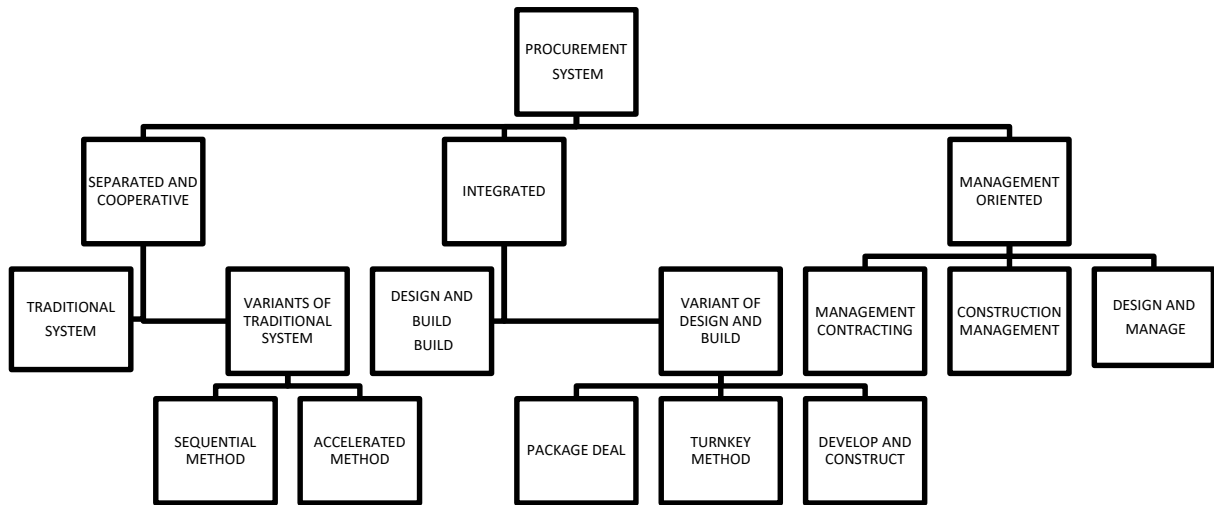 PROCUREMENT
SYSTEM
SEPARATED AND
COOPERATIVE
INTEGRATED
MANAGEMENT
ORIENTED
TRADITIONAL
SYSTEM
VARIANTS OF
TRADITIONAL
SYSTEM
DESIGN AND
BUILD
BUILD
VARIANT OF
DESIGN AND
BUILD
MANAGEMENT
CONTRACTING
CONSTRUCTION
MANAGEMENT
DESIGN AND
MANAGE
SEQUENTIAL
METHOD
ACCELERATED
METHOD
PACKAGE DEAL
TURNKEY
METHOD
DEVELOP AND
CONSTRUCT